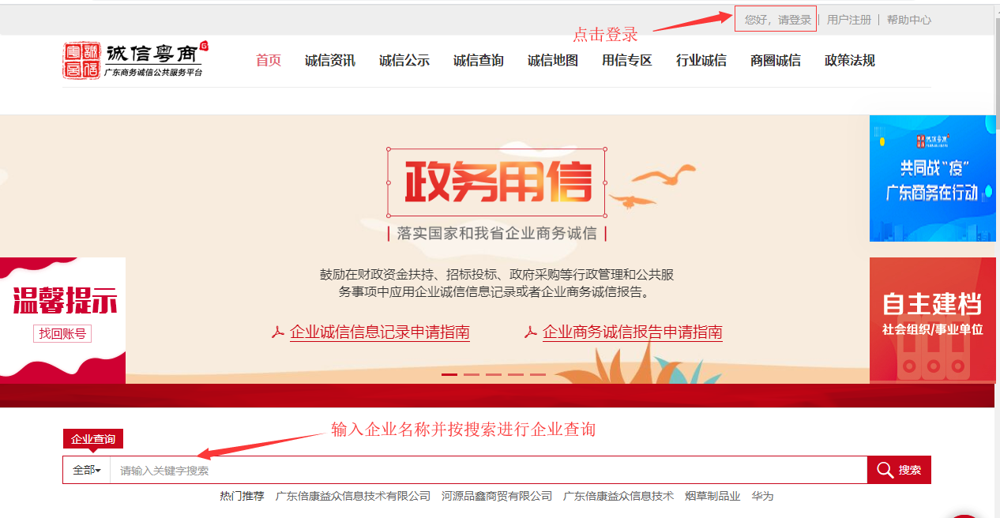 您好，请登录 | 用户注册 | 帮助中心
点击登录
诚信粤商
广东商务诚信公共服务平台
首页 诚信资讯 诚信公示 诚信查询 诚信地图 用信专区 行业诚信 商圈诚信 政策法规
政务用信
落实国家和我省企业商务诚信
鼓励在财政资金扶持、招标投标、政府采购等行政管理和公共服
务事项中应用企业诚信信息记录或者企业商务诚信报告。
企业诚信信息记录申请指南
企业商务诚信报告申请指南
温馨提示
找回账号
诚信粤商
共同战“疫”
广东商务在行动
自主建档
社会组织/事业单位
企业查询
输入企业名称并按搜索进行企业查询
全部 请输入关键字搜索 搜索
热门推荐 广东倍康益众信息技术有限公司 河源品鑫商贸有限公司 广东倍康益众信息技术 烟草制品业 华为